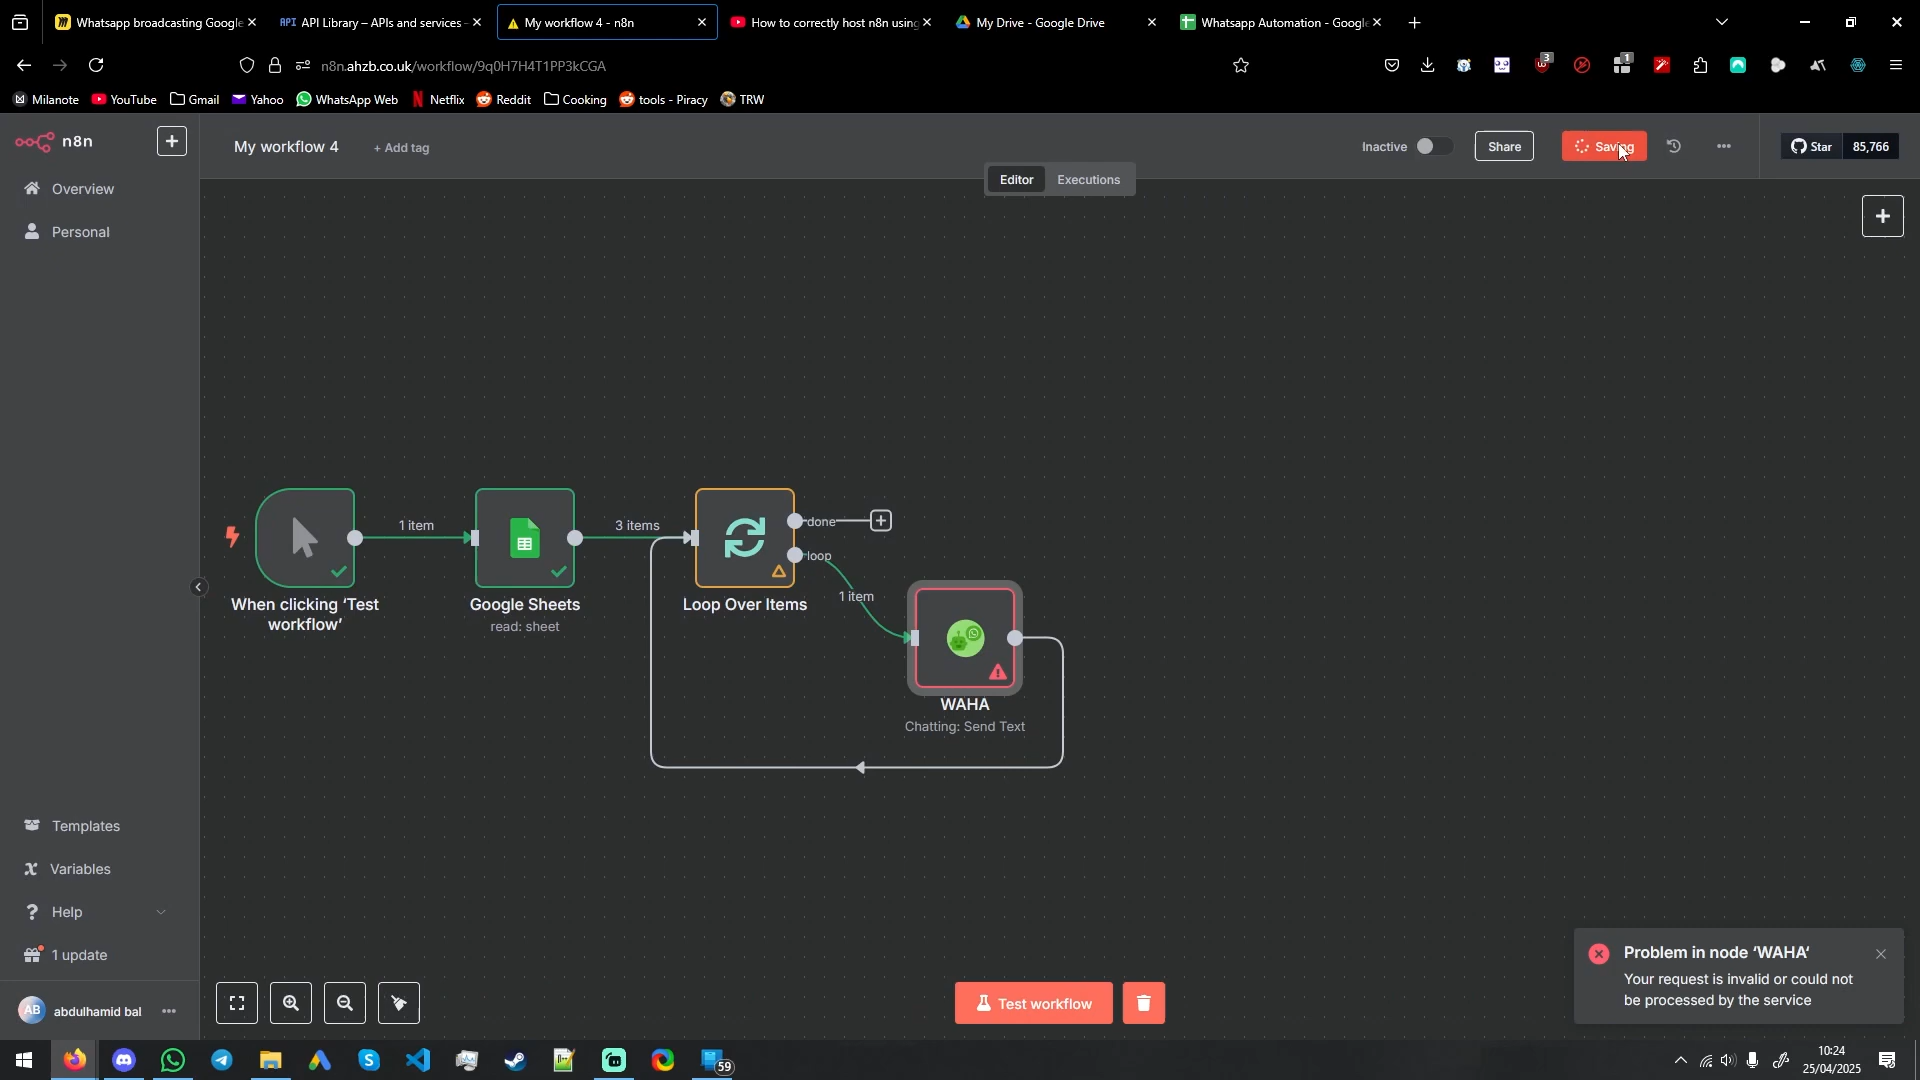 Whatsapp broadcasting Google
API API Library – APIs and services -
My workflow 4 - n8n
How to correctly host n8n using
My Drive - Google Drive
Whatsapp Automation - Google
n8n.ahzb.co.uk/workflow/9q0H7H4T1PP3kCGA
3
1
Milanote
YouTube
Gmail
Yahoo
WhatsApp Web
Netflix
Reddit
Cooking
tools - Piracy
TRW
n8n
My workflow 4
+ Add tag
Inactive
Share
Saving
Star
85,766
Editor
Executions
Overview
Personal
1 item
3 items
done
loop
1 item
When clicking ‘Test
workflow’
Google Sheets
read: sheet
Loop Over Items
WAHA
Chatting: Send Text
Templates
Variables
Help
1 update
AB
abdulhamid bal
Test workflow
Problem in node ‘WAHA‘
Your request is invalid or could not
be processed by the service
59
10:24
25/04/2025